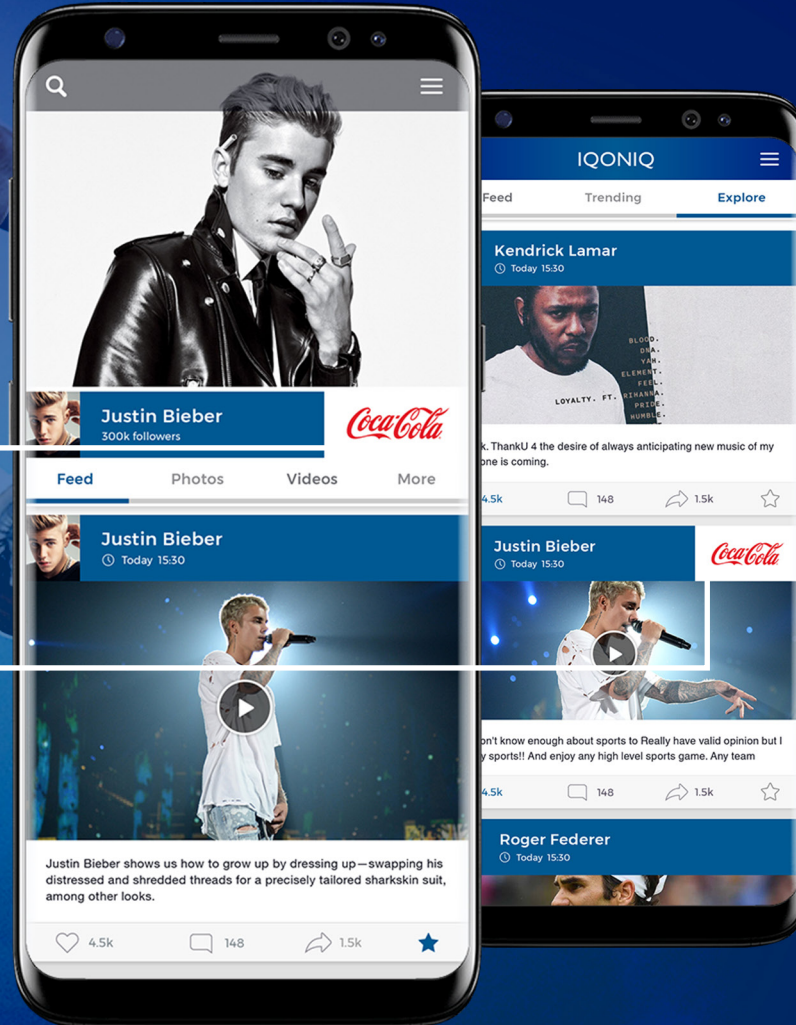 Justin Bieber
300k followers
Coca-Cola
Feed Photos Videos More
Justin Bieber
Today 15:30
Justin Bieber shows us how to grow up by dressing up—swapping his
distressed and shredded threads for a precisely tailored sharkskin suit,
among other looks.
4.5k 148 1.5k
IQONIQ
Feed Trending Explore
Kendrick Lamar
Today 15:30
BLOOD.
DNA.
YAH.
ELEMENT.
FEEL.
LOYALTY. FT. RIHANNA.
PRIDE.
HUMBLE.
k. ThankU 4 the desire of always anticipating new music of my
one is coming.
4.5k 148 1.5k
Justin Bieber
Today 15:30
Coca-Cola
on't know enough about sports to Really have valid opinion but I
y sports!! And enjoy any high level sports game. Any team
4.5k 148 1.5k
Roger Federer
Today 15:30